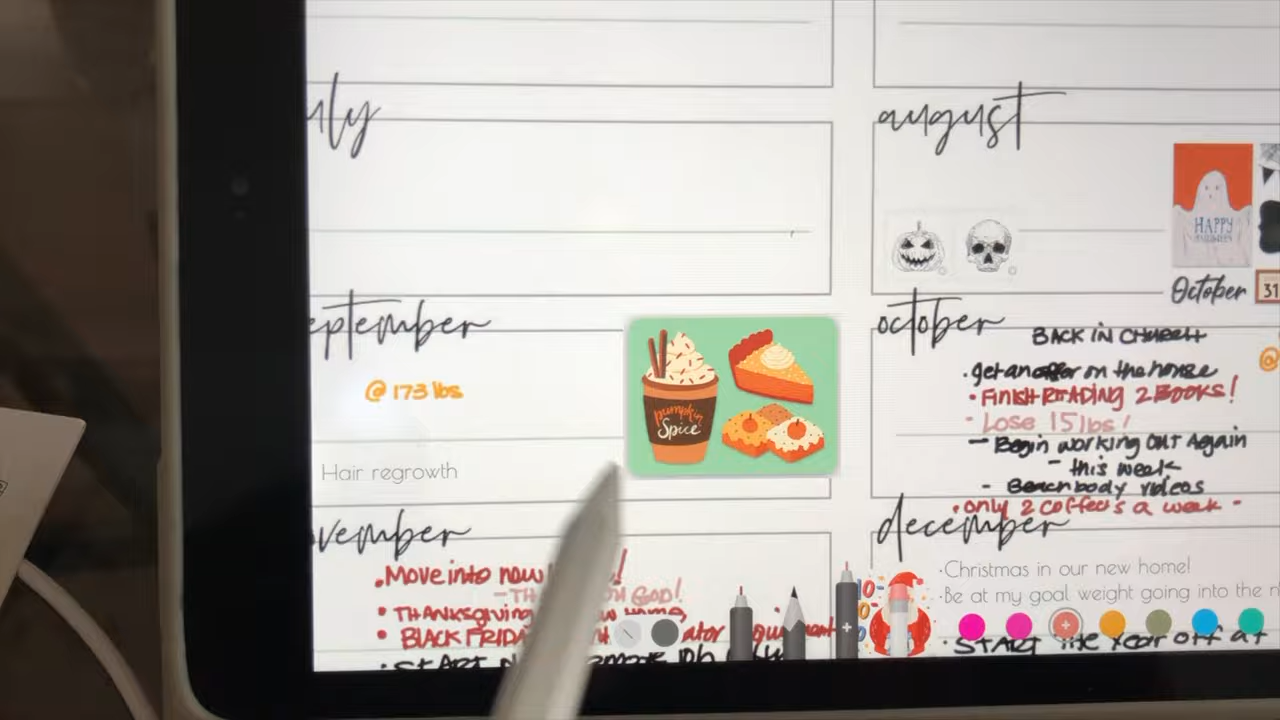 uly
august
HAPPY
October
31
eptember
@ 173 lbs
pumpkin
Spice
Hair regrowth
october
BACK IN CHURCH
• get an offer on the house
• FINISH READING 2 BOOKS!
- Lose 15 lbs!
- Begin working OUT Again
- this week
- Beachbody videos
• only 2 coffee's a week -
vember
• Move into
• THANKSGIVING
• BLACK FRIDA
• START
december
·Christmas in our new home!
·Be at my goal weight going into the n
• START the year off at